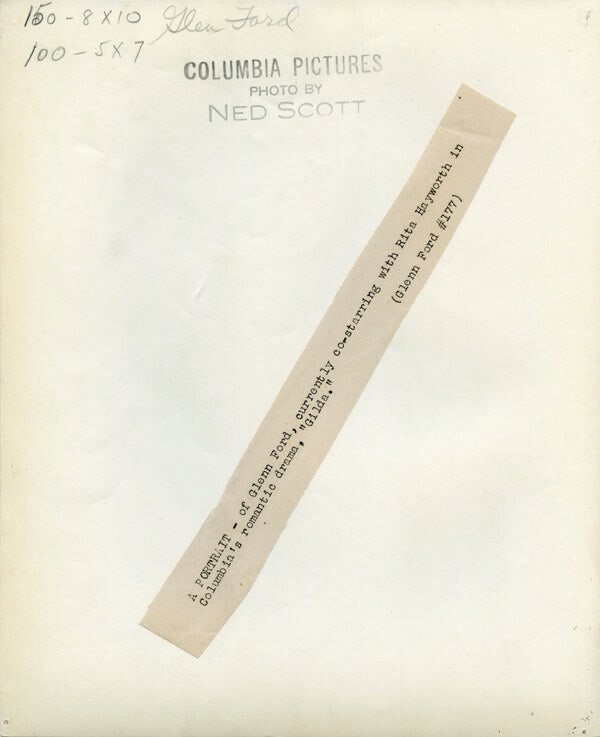 150 - 8 X 10 Glen Ford
100 - 5 X 7
COLUMBIA PICTURES
PHOTO BY
NED SCOTT
A PORTRAIT - of Glenn Ford, currently co-starring with Rita Hayworth in
Columbia's romantic drama, "Gilda."
(Glenn Ford #177)